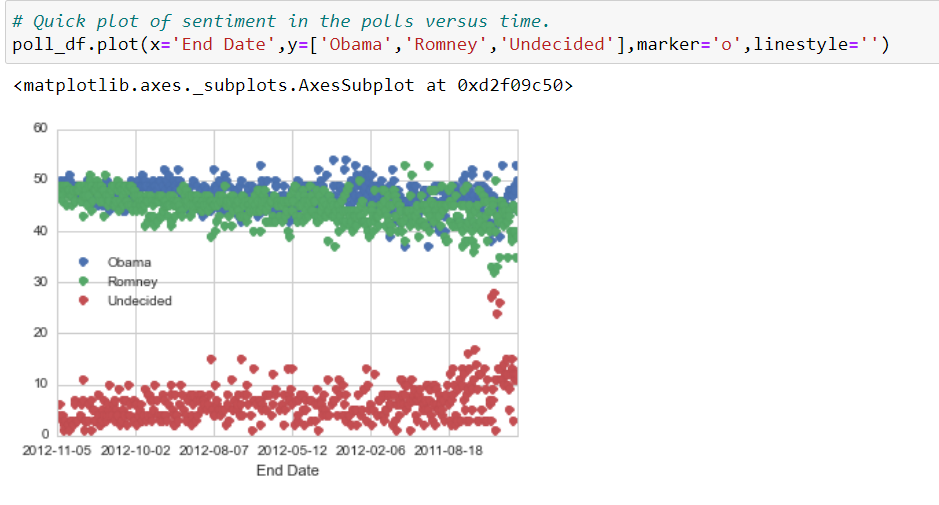 # Quick plot of sentiment in the polls versus time.
poll_df.plot(x='End Date',y=['Obama','Romney','Undecided'],marker='o',linestyle='')
<matplotlib.axes._subplots.AxesSubplot at 0xd2f09c50>
60
50
40
30
20
10
0
Obama
Romney
Undecided
2012-11-05 2012-10-02 2012-08-07 2012-05-12 2012-02-06 2011-08-18
End Date